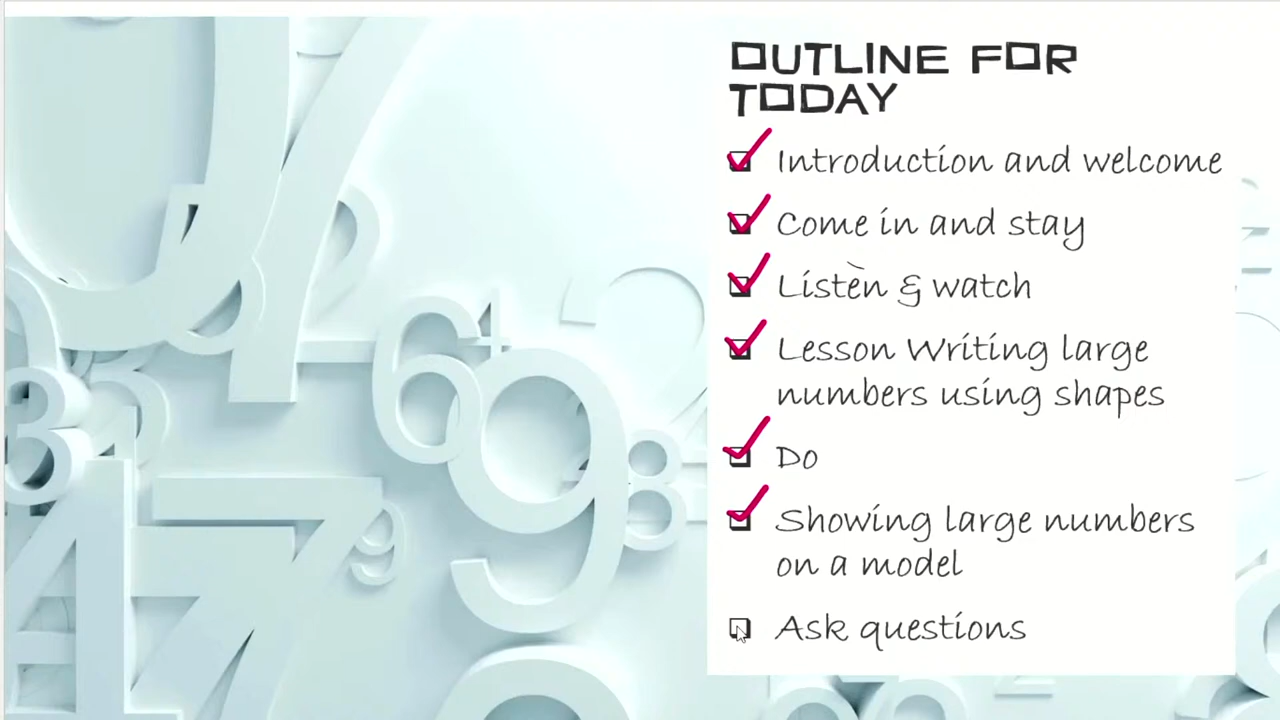 OUTLINE FOR
TODAY
Introduction and welcome
Come in and stay
Listen & watch
Lesson Writing large
numbers using shapes
Do
Showing large numbers
on a model
Ask questions